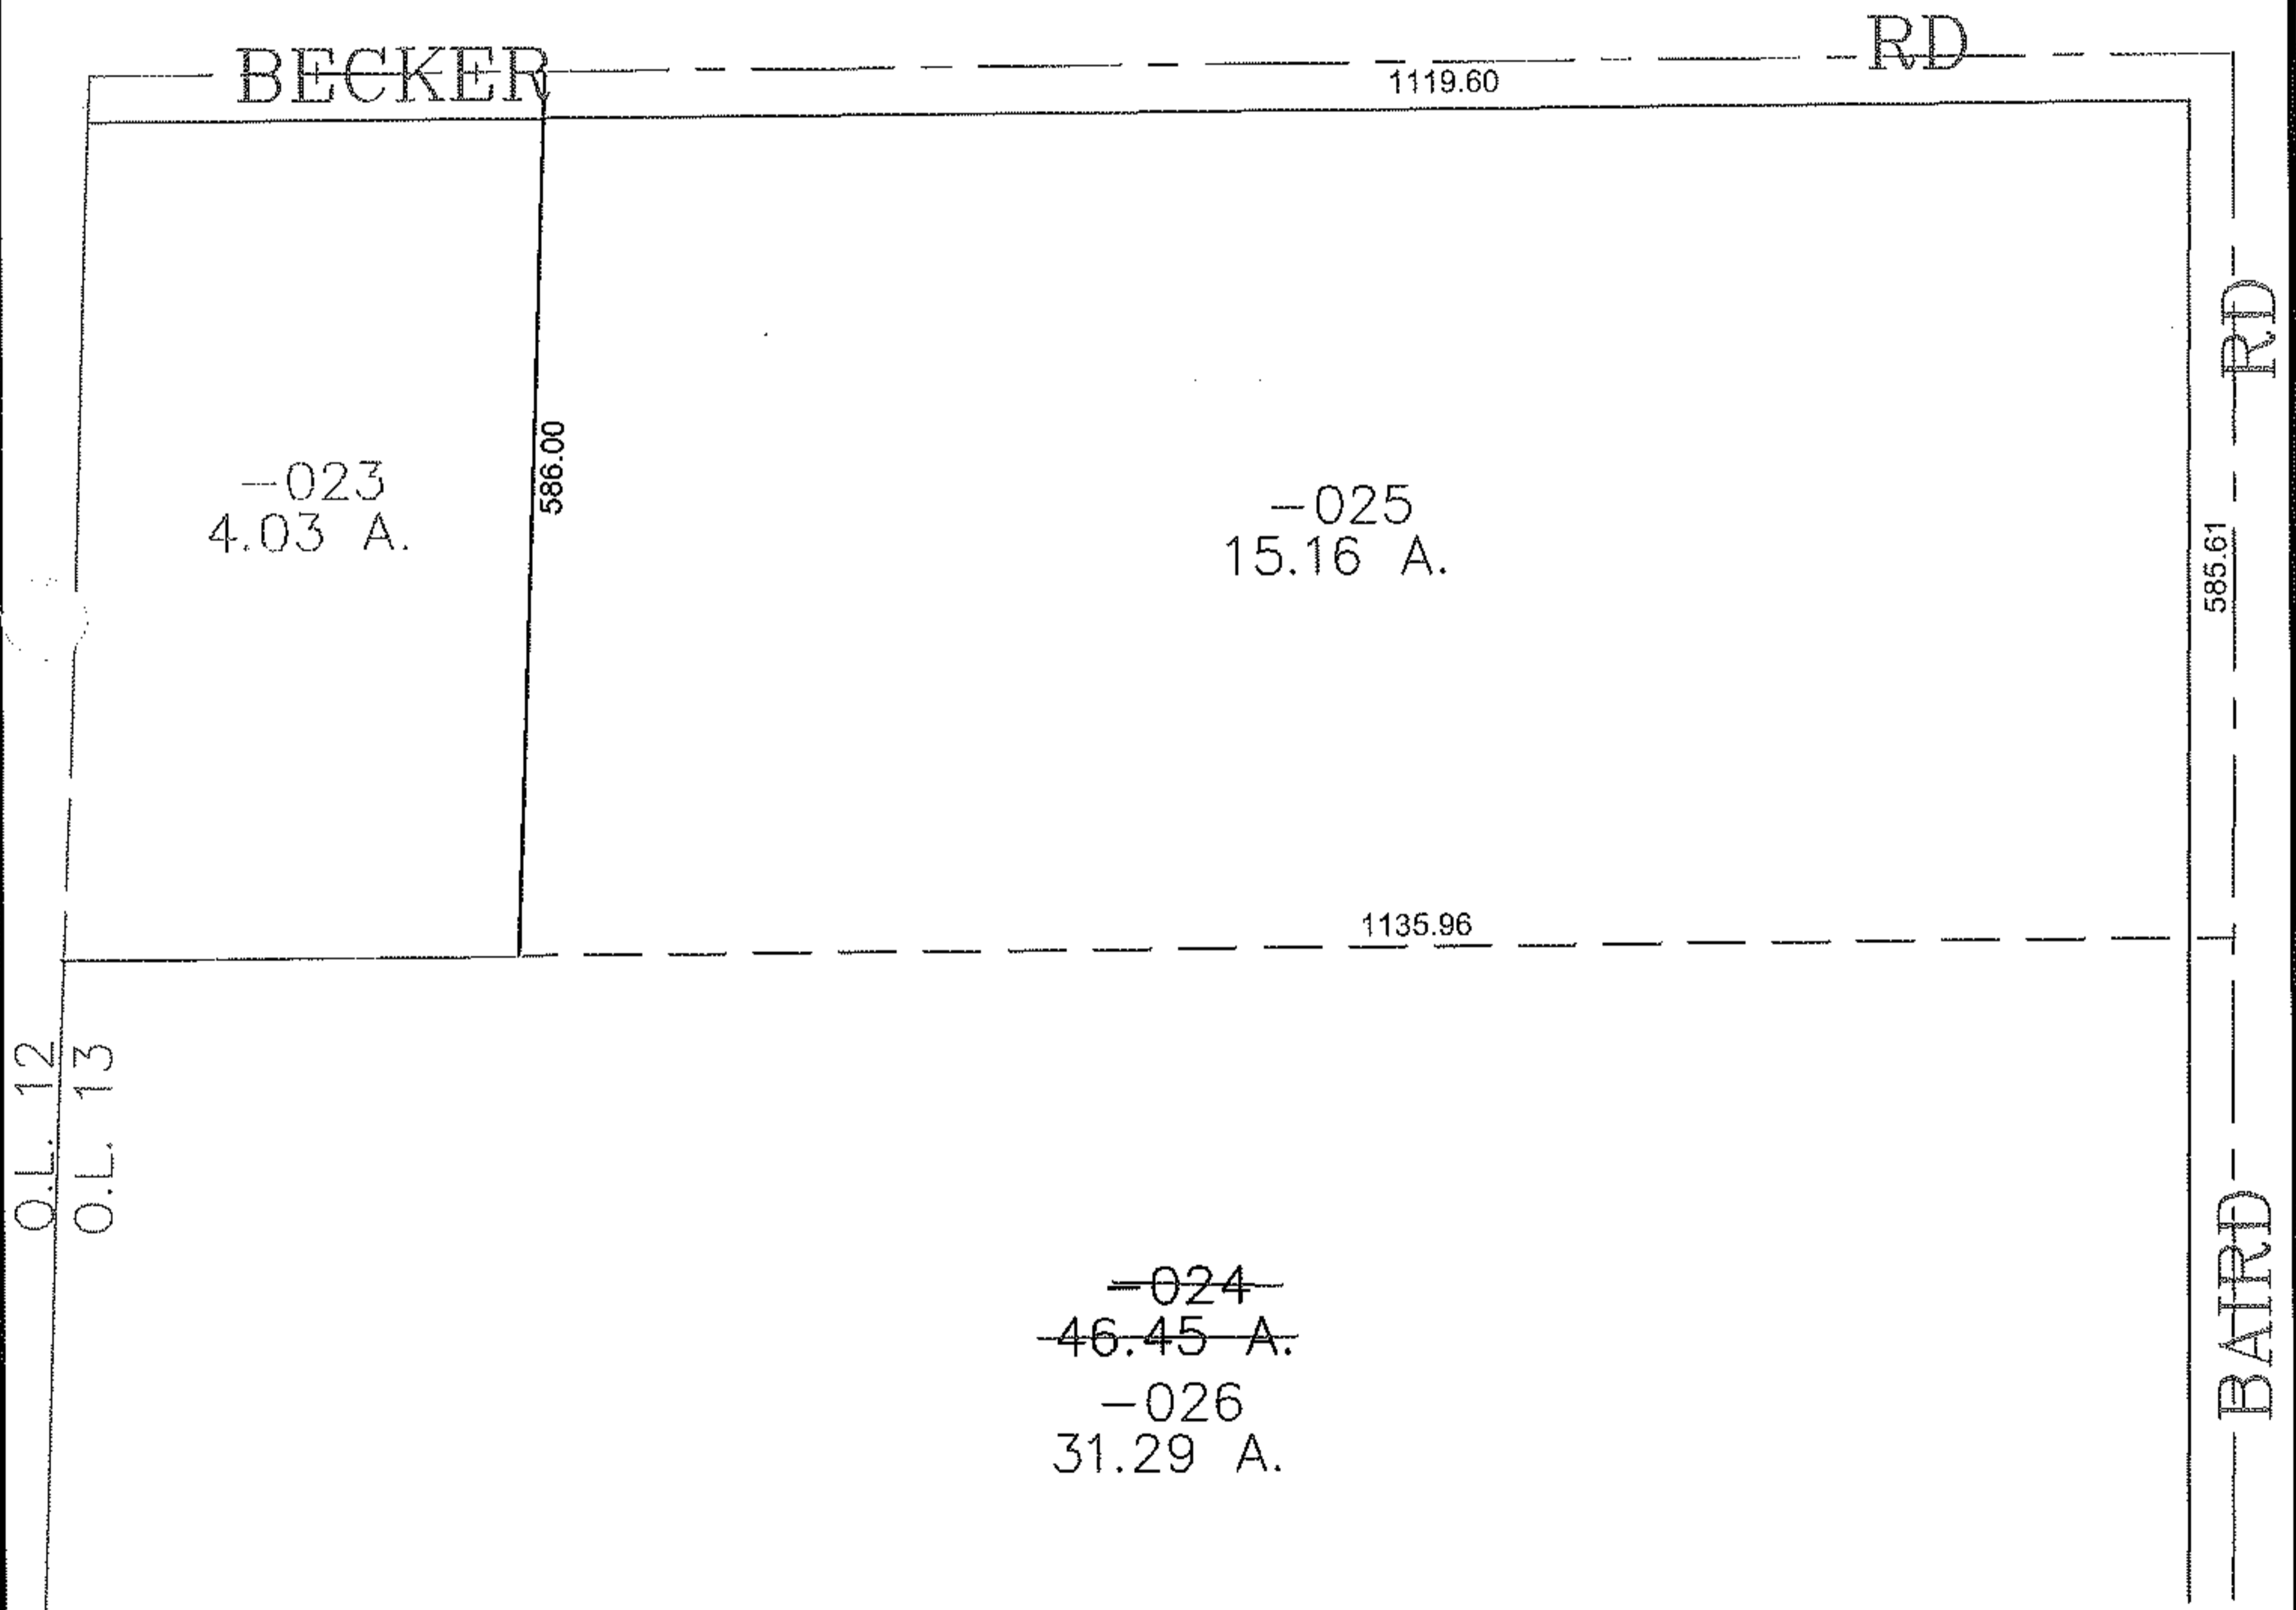 BECKER RD
1119.60
-023
4.03 A.
586.00
-025
15.16 A.
RD
585.61
1135.96
O.L. 12
O.L. 13
-024
46.45 A.
-026
31.29 A.
BAIRD